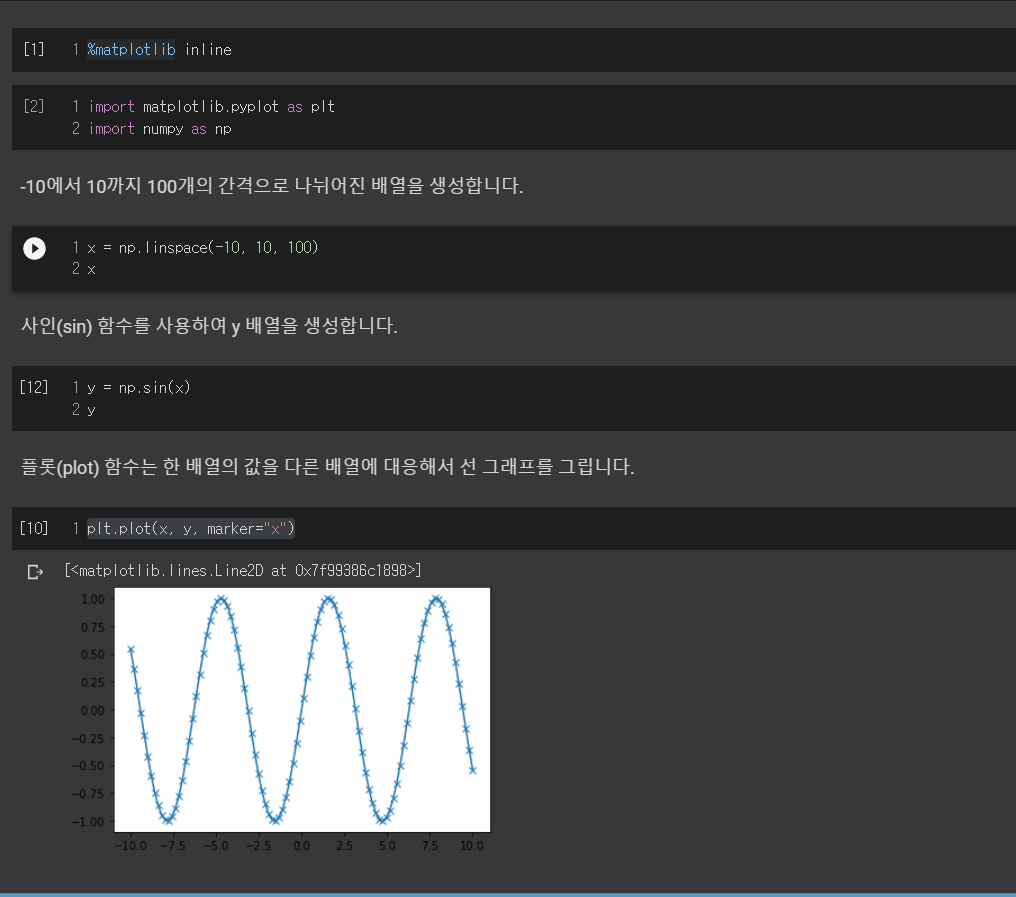 [1] 1 %matplotlib inline
[2] 1 import matplotlib.pyplot as plt
2 import numpy as np
-10에서 10까지 100개의 간격으로 나뉘어진 배열을 생성합니다.
1 x = np.linspace(-10, 10, 100)
2 x
사인(sin) 함수를 사용하여 y 배열을 생성합니다.
[12] 1 y = np.sin(x)
2 y
플롯(plot) 함수는 한 배열의 값을 다른 배열에 대응해서 선 그래프를 그립니다.
[10] 1 plt.plot(x, y, marker="x")
[<matplotlib.lines.Line2D at 0x7f99386c1898>]
1.00
0.75
0.50
0.25
0.00
−0.25
−0.50
−0.75
−1.00
−10.0 −7.5 −5.0 −2.5 0.0 2.5 5.0 7.5 10.0